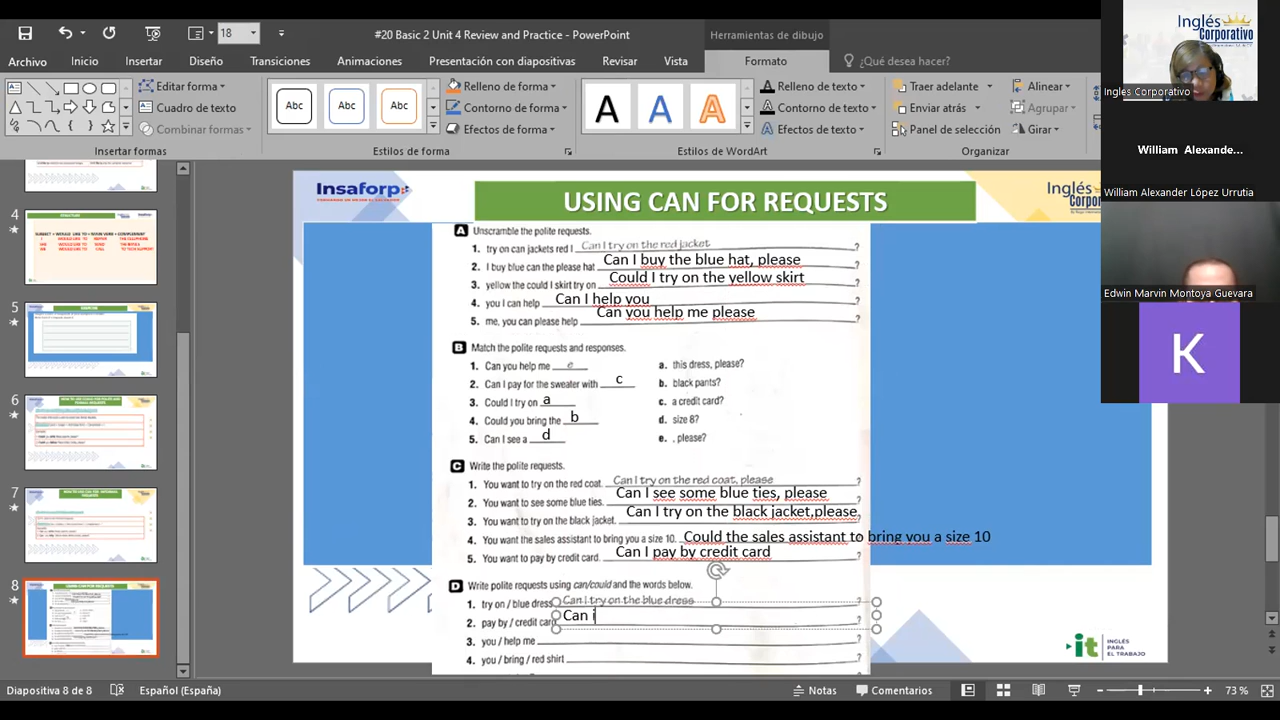 18
#20 Basic 2 Unit 4 Review and Practice - PowerPoint
Herramientas de dibujo
Archivo
Inicio
Insertar
Diseño
Transiciones
Animaciones
Presentación con diapositivas
Revisar
Vista
Formato
¿Qué desea hacer?
Editar forma
Cuadro de texto
Combinar formas
Insertar formas
Abc
Abc
Abc
Relleno de forma
Contorno de forma
Efectos de forma
Estilos de forma
A
A
A
Relleno de texto
Contorno de texto
Efectos de texto
Estilos de WordArt
Traer adelante
Enviar atrás
Panel de selección
Alinear
Agrupar
Girar
Organizar
Inglés
Corporativo
Ingles Corporativo
William Alexande...
William Alexander López Urrutia
Edwin Marvin Montoya Guevara
K
4
5
6
7
8
Insaforp
USING CAN FOR REQUESTS
Inglés
A Unscramble the polite requests.
1. try on can jackets red I Can I try on the red jacket ?
2. I buy blue can the please hat Can I buy the blue hat, please ?
3. yellow the could I skirt try on Could I try on the yellow skirt ?
4. you I can help Can I help you ?
5. me, you can please help Can you help me please ?
B Match the polite requests and responses.
1. Can you help me e
a. this dress, please?
2. Can I pay for the sweater with c
b. black pants?
3. Could I try on a
c. a credit card?
4. Could you bring the b
d. size 8?
5. Can I see a d
e. , please?
C Write the polite requests.
1. You want to try on the red coat. Can I try on the red coat, please ?
2. You want to see some blue ties. Can I see some blue ties, please ?
3. You want to try on the black jacket. Can I try on the black jacket,please.
4. You want the sales assistant to bring you a size 10. Could the sales assistant to bring you a size 10
5. You want to pay by credit card. Can I pay by credit card ?
D Write polite requests using can/could and the words below.
1. try on / blue dress Can I try on the blue dress ?
2. pay by / credit card Can i ?
3. you / help me ?
4. you / bring / red shirt ?
it INGLÉS
PARA
EL TRABAJO
Diapositiva 8 de 8
Español (España)
Notas
Comentarios
73 %